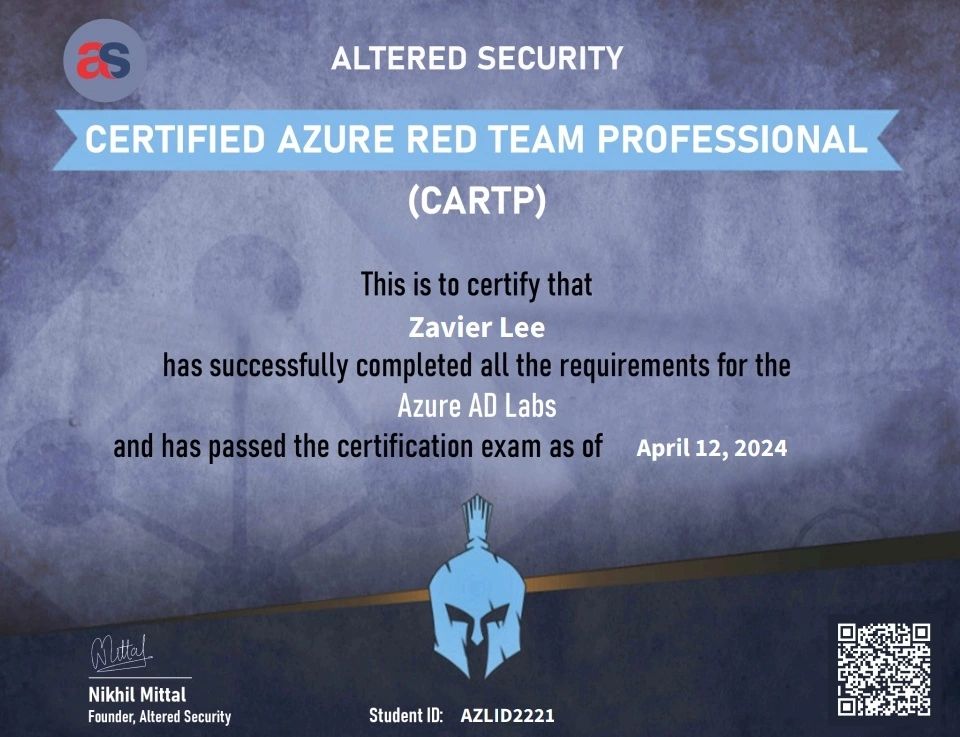 as
ALTERED SECURITY
CERTIFIED AZURE RED TEAM PROFESSIONAL
(CARTP)
This is to certify that
Zavier Lee
has successfully completed all the requirements for the
Azure AD Labs
and has passed the certification exam as of April 12, 2024
Mittal
Nikhil Mittal
Founder, Altered Security
Student ID: AZLID2221